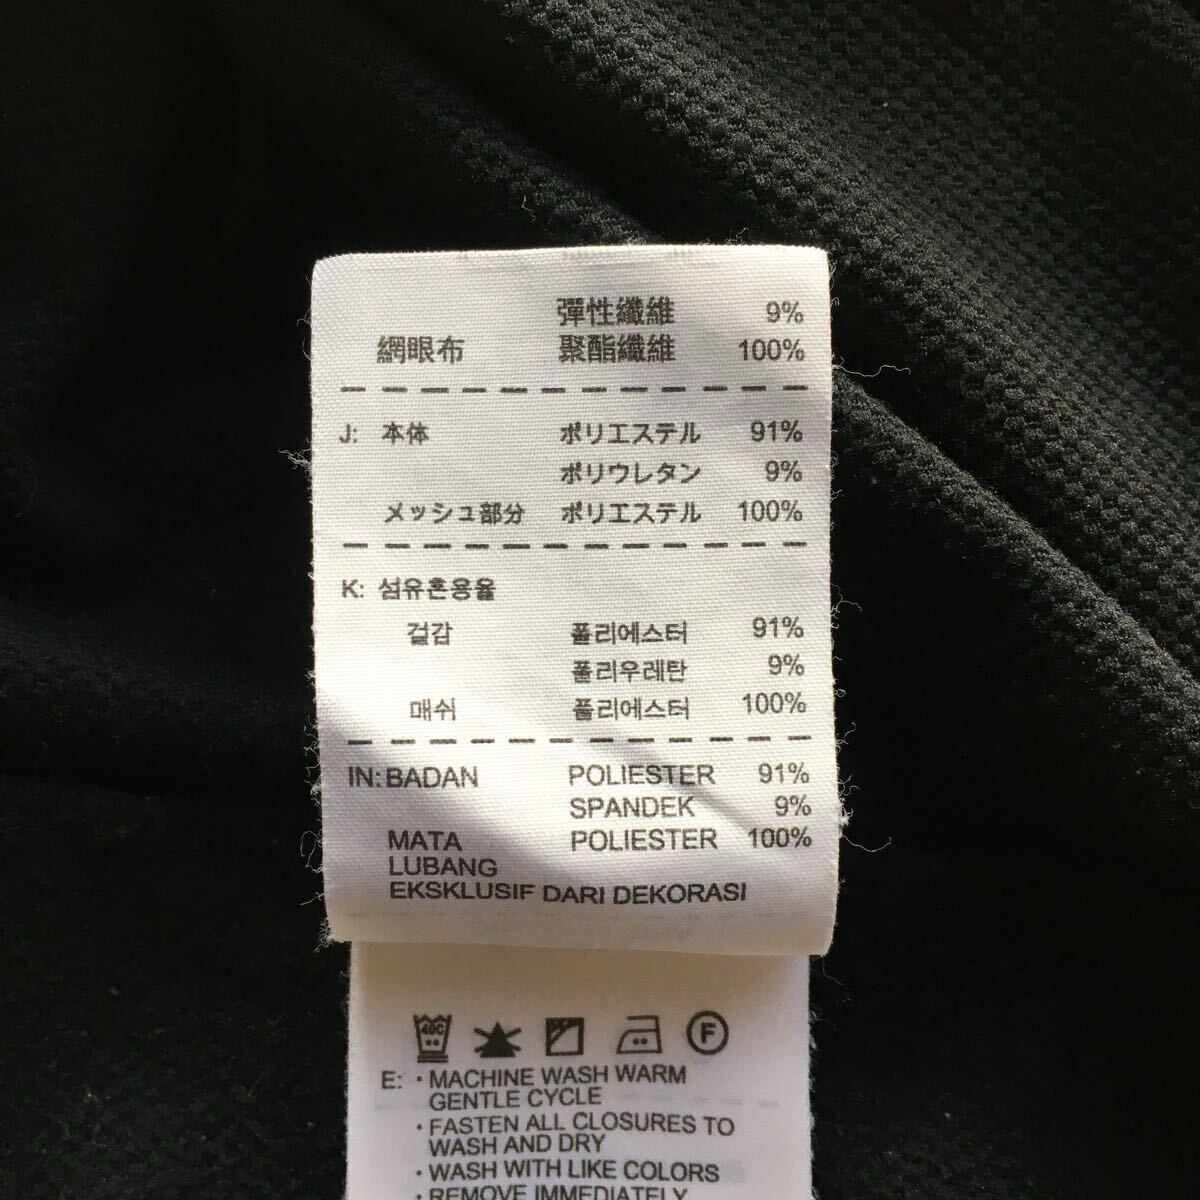 彈性纖維 9%
網眼布 聚酯纖維 100%
J: 本体 ポリエステル 91%
ポリウレタン 9%
メッシュ部分 ポリエステル 100%
K: 섬유혼용율
겉감 폴리에스터 91%
폴리우레탄 9%
매쉬 폴리에스터 100%
IN: BADAN POLIESTER 91%
SPANDEK 9%
MATA POLIESTER 100%
LUBANG
EKSKLUSIF DARI DEKORASI
40C
F
E: · MACHINE WASH WARM
GENTLE CYCLE
· FASTEN ALL CLOSURES TO
WASH AND DRY
· WASH WITH LIKE COLORS
· REMOVE IMMEDIATELY